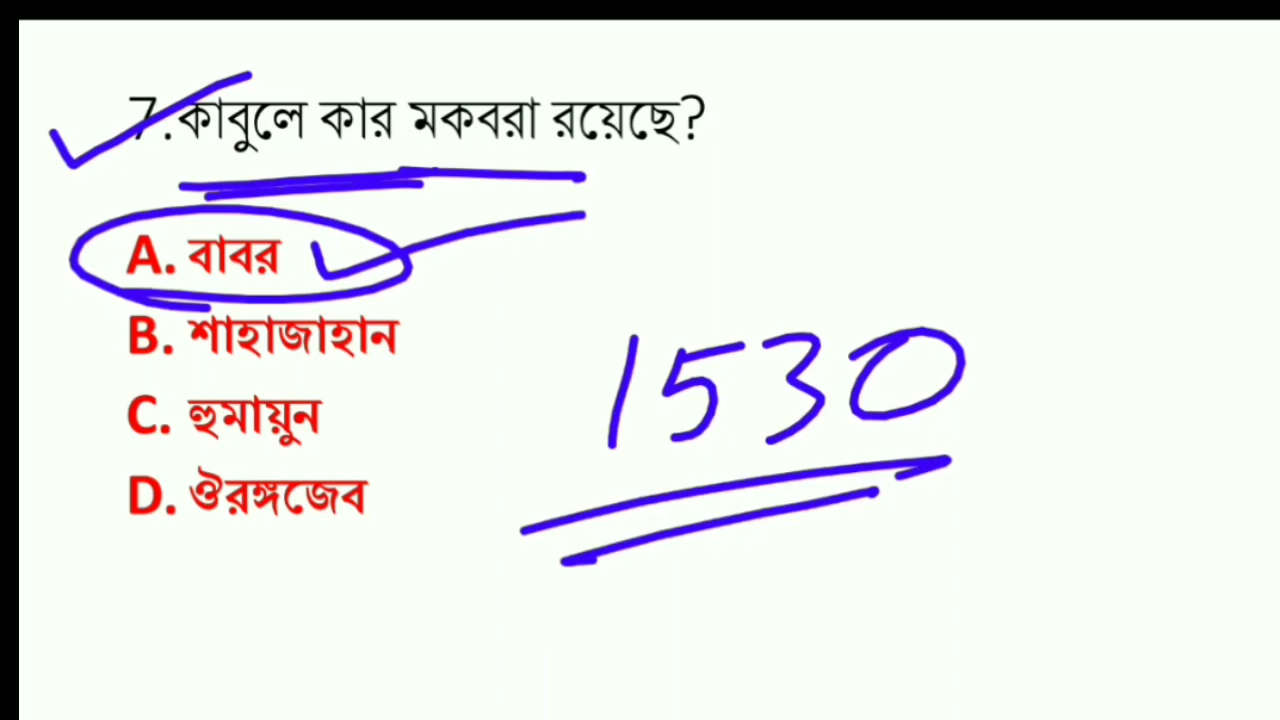 7.কাবুলে কার মকবরা রয়েছে?
A. বাবর
B. শাহাজাহান
C. হুমায়ুন
D. ঔরঙ্গজেব
1530